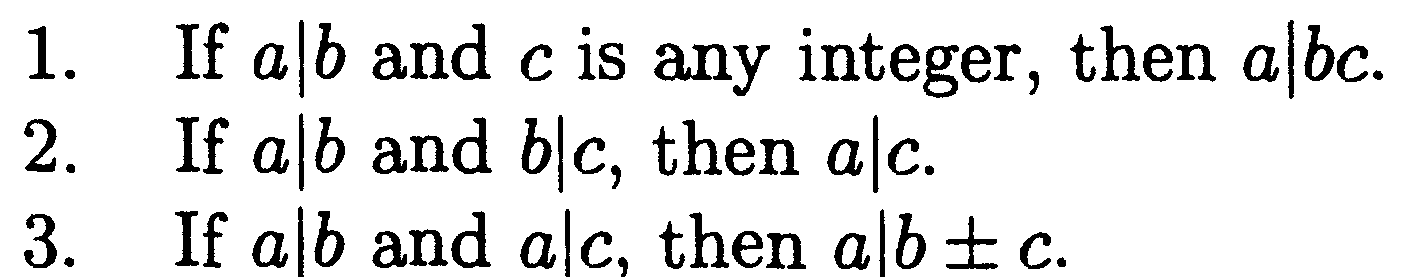 1. If a|b and c is any integer, then a|bc.
2. If a|b and b|c, then a|c.
3. If a|b and a|c, then a|b ± c.